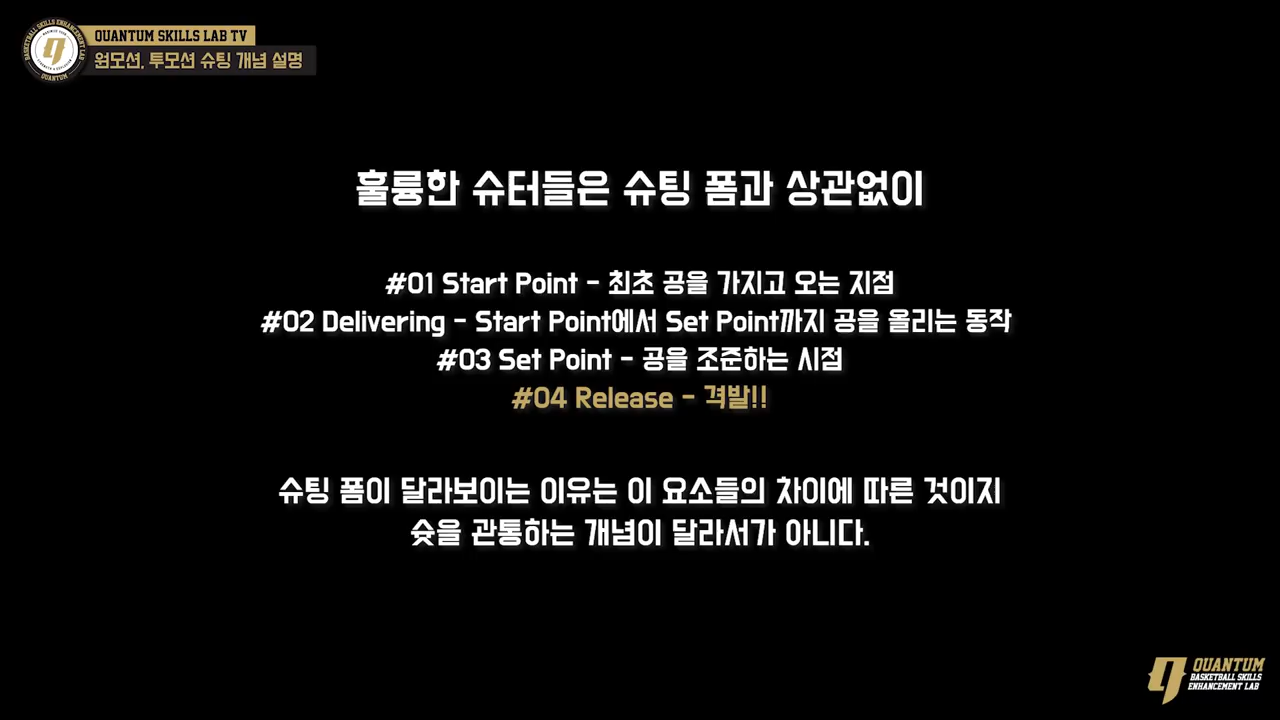 QUANTUM SKILLS LAB TV
원모션, 투모션 슈팅 개념 설명
BASKETBALL SKILLS ENHANCEMENT LAB
QUANTUM
훌륭한 슈터들은 슈팅 폼과 상관없이
#01 Start Point - 최초 공을 가지고 오는 지점
#02 Delivering - Start Point에서 Set Point까지 공을 올리는 동작
#03 Set Point - 공을 조준하는 시점
#04 Release - 격발!!
슈팅 폼이 달라보이는 이유는 이 요소들의 차이에 따른 것이지
슛을 관통하는 개념이 달라서가 아니다.
QUANTUM
BASKETBALL SKILLS
ENHANCEMENT LAB